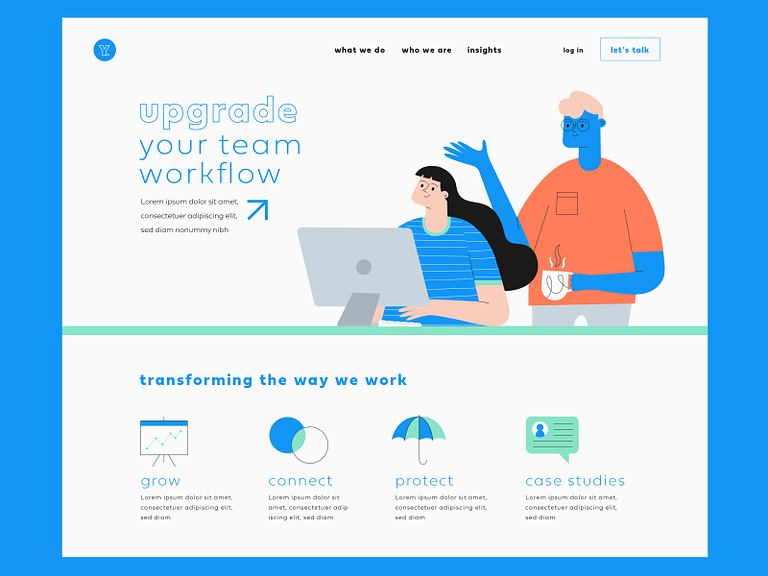 Y
what we do
who we are
insights
log in
let's talk
upgrade
your team
workflow
Lorem ipsum dolor sit amet,
consectetuer adipiscing elit,
sed diam nonummy nibh
transforming the way we work
grow
Lorem ipsum dolor sit amet,
consectetuer adipiscing elit,
sed diam
connect
Lorem ipsum dolor sit
amet, consectetuer adip
iscing elit, sed diam
protect
Lorem ipsum dolor sit amet,
consectetuer adipiscing elit,
sed diam
case studies
Lorem ipsum dolor sit amet,
consectetuer adipiscing elit,
sed diam